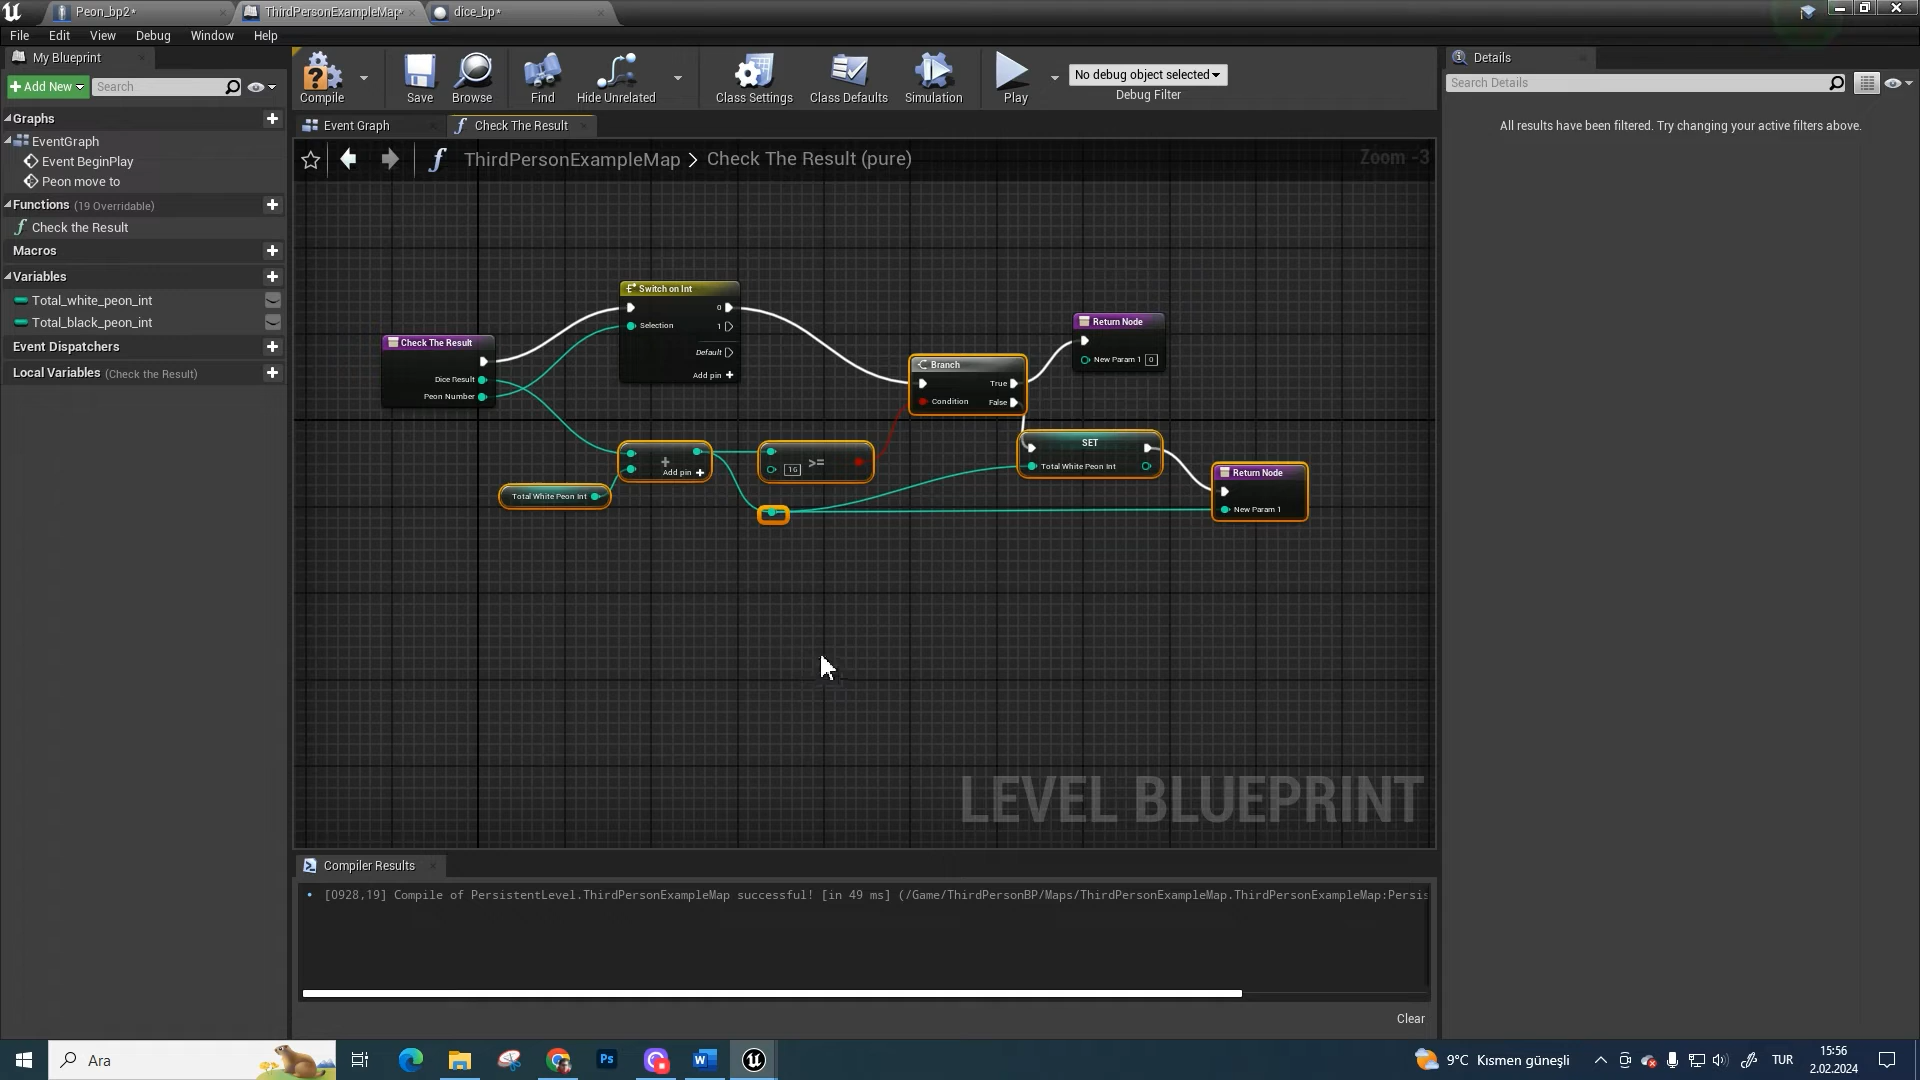 Peon_bp2*
ThirdPersonExampleMap*
dice_bp*
File Edit View Debug Window Help
My Blueprint
Details
Add New
Search
Compile
Save
Browse
Find
Hide Unrelated
Class Settings
Class Defaults
Simulation
Play
No debug object selected
Debug Filter
Search Details
Graphs
EventGraph
Event BeginPlay
Peon move to
Functions (19 Overridable)
Check the Result
Macros
Variables
Total_white_peon_int
Total_black_peon_int
Event Dispatchers
Local Variables (Check the Result)
Event Graph
Check The Result
ThirdPersonExampleMap > Check The Result (pure)
Zoom -3
All results have been filtered. Try changing your active filters above.
Switch on Int
0
Selection
1
Default
Add pin +
Check The Result
Dice Result
Peon Number
Return Node
New Param 1 0
Branch
True
Condition
False
+
Add pin +
16
>=
SET
Total White Peon Int
Total White Peon Int
Return Node
New Param 1
LEVEL BLUEPRINT
Compiler Results
• [0928,19] Compile of PersistentLevel.ThirdPersonExampleMap successful! [in 49 ms] (/Game/ThirdPersonBP/Maps/ThirdPersonExampleMap.ThirdPersonExampleMap:Persis
Clear
Ara
Ps
W
9°C Kısmen güneşli
TUR
15:56
2.02.2024